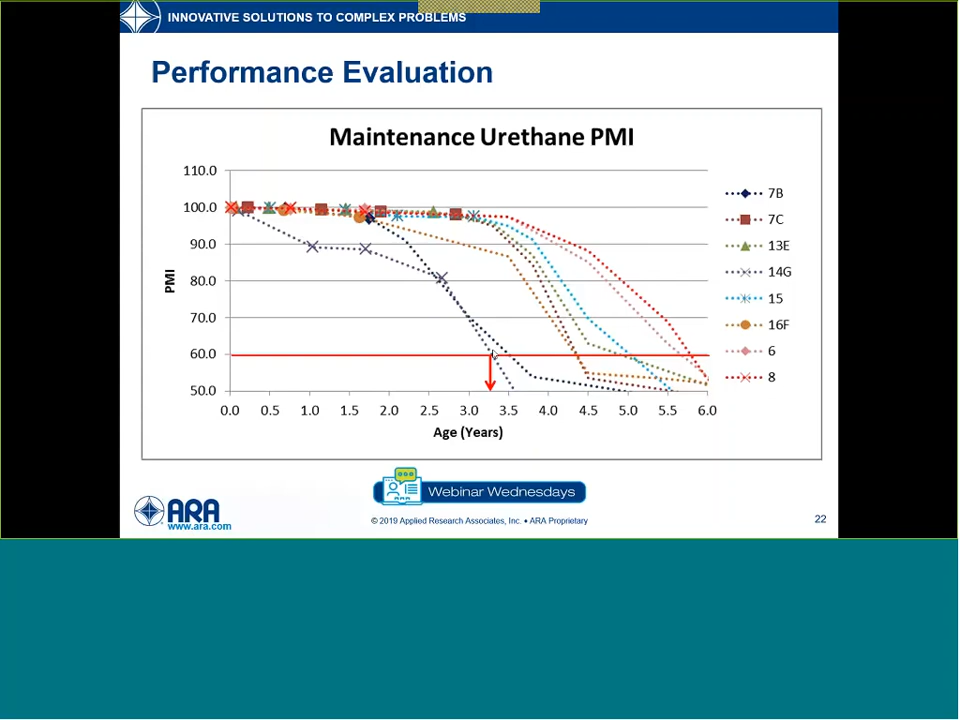 INNOVATIVE SOLUTIONS TO COMPLEX PROBLEMS
Performance Evaluation
Maintenance Urethane PMI
110.0
100.0
90.0
80.0
70.0
60.0
50.0
PMI
0.0 0.5 1.0 1.5 2.0 2.5 3.0 3.5 4.0 4.5 5.0 5.5 6.0
Age (Years)
7B
7C
13E
14G
15
16F
6
8
Webinar Wednesdays
ARA
www.ara.com
© 2019 Applied Research Associates, Inc. • ARA Proprietary
22